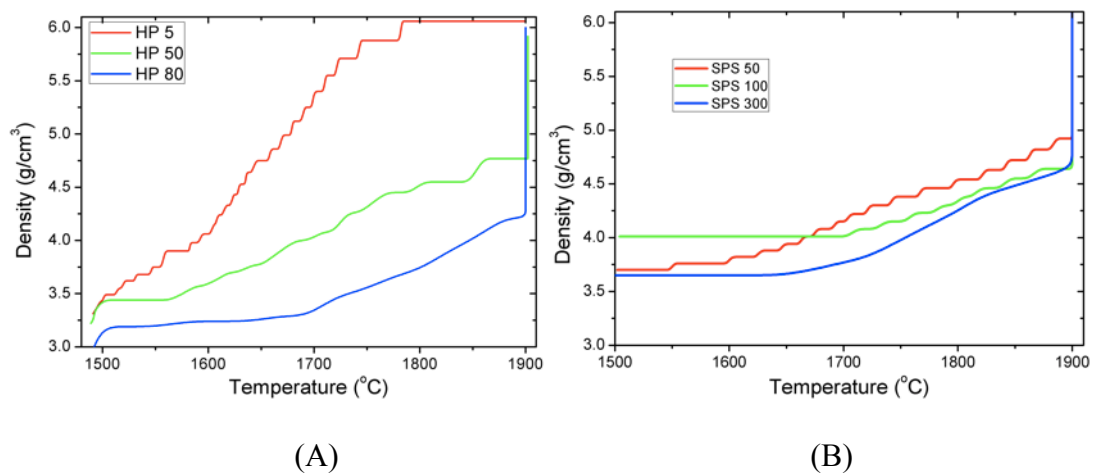 6.0
5.5
5.0
4.5
4.0
3.5
3.0
Density (g/cm³)
HP 5
HP 50
HP 80
1500 1600 1700 1800 1900
Temperature (°C)
(A)
6.0
5.5
5.0
4.5
4.0
3.5
3.0
Density (g/cm³)
SPS 50
SPS 100
SPS 300
1500 1600 1700 1800 1900
Temperature (°C)
(B)